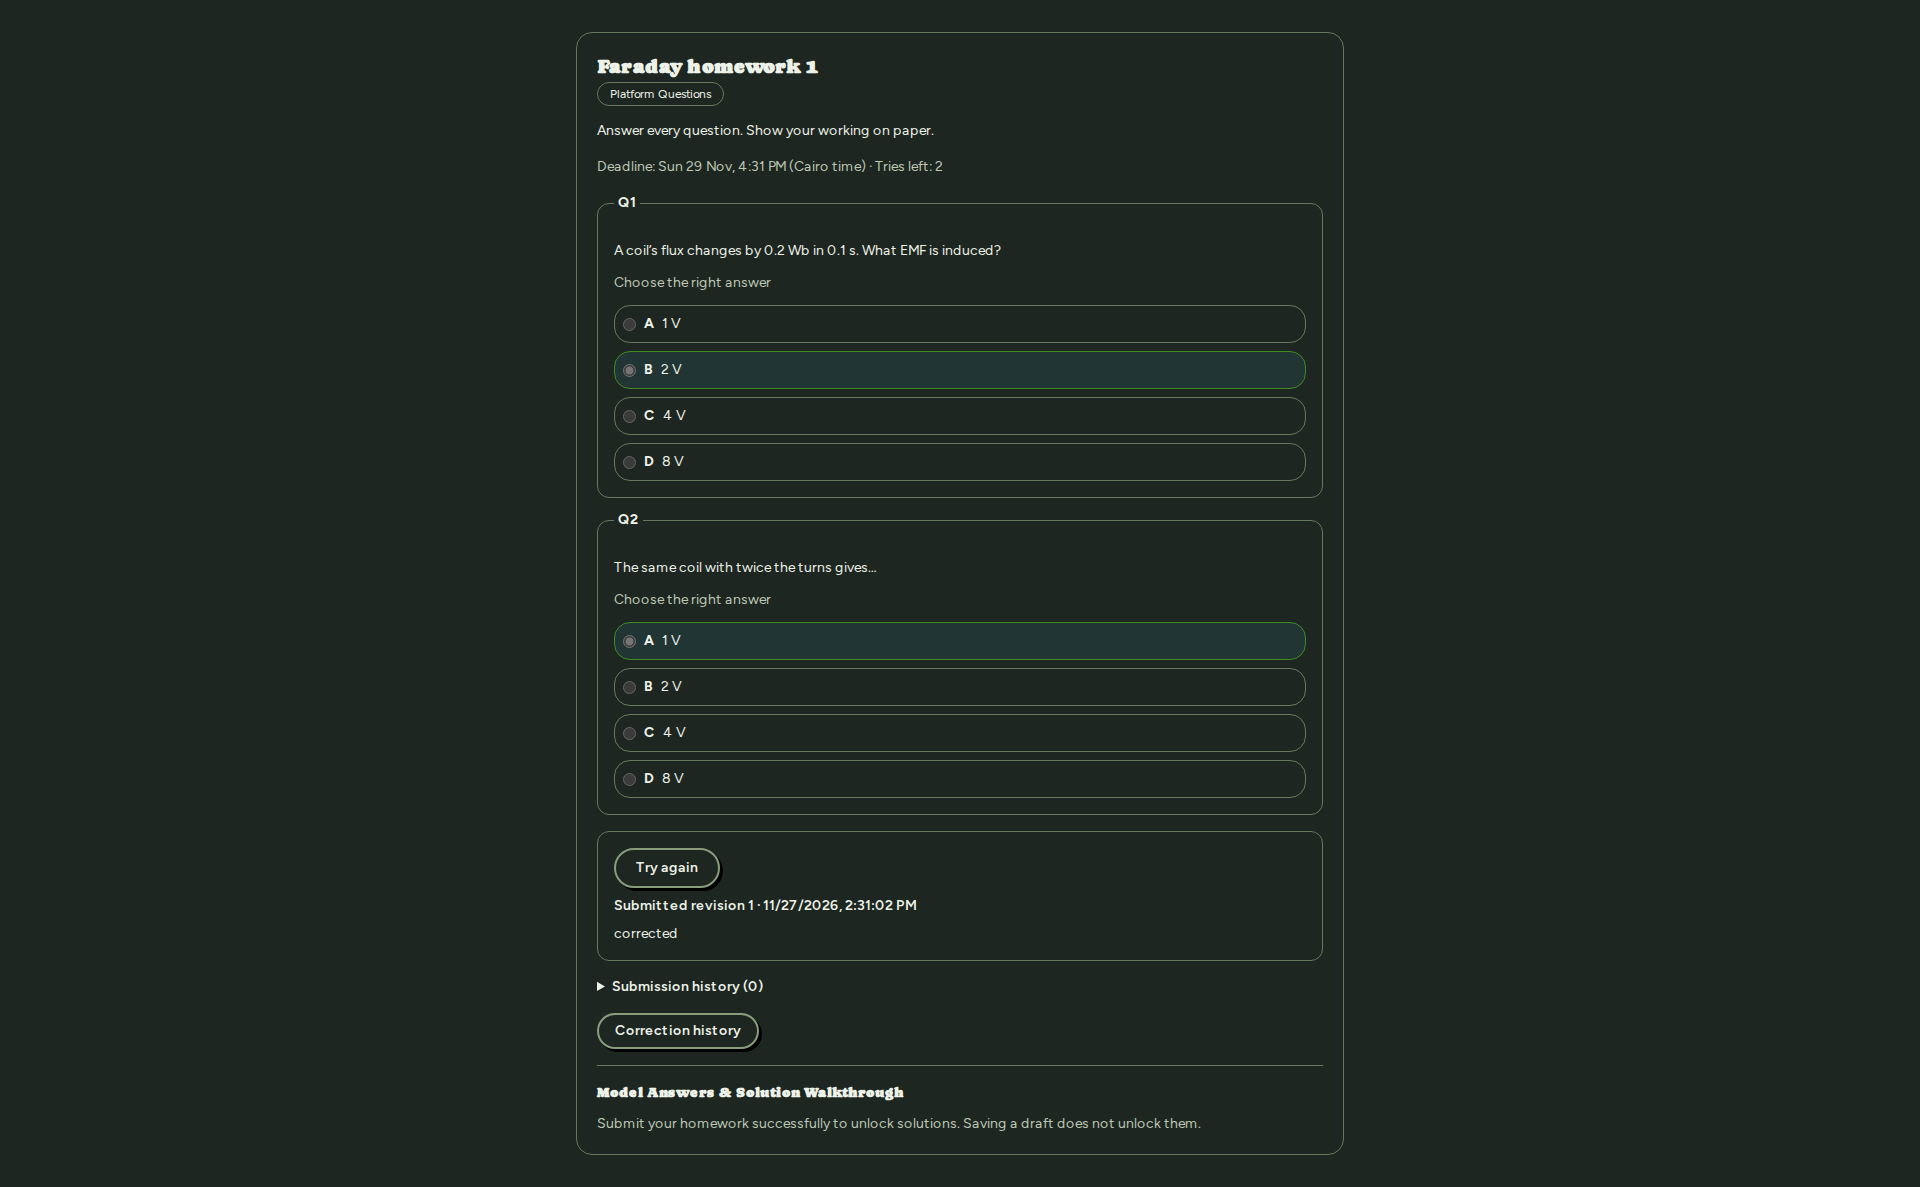 Faraday homework 1
Platform Questions
Answer every question. Show your working on paper.
Deadline: Sun 29 Nov, 4:31 PM (Cairo time) · Tries left: 2
Q1
A coil's flux changes by 0.2 Wb in 0.1 s. What EMF is induced?
Choose the right answer
A 1 V
B 2 V
C 4 V
D 8 V
Q2
The same coil with twice the turns gives…
Choose the right answer
A 1 V
B 2 V
C 4 V
D 8 V
Try again
Submitted revision 1 · 11/27/2026, 2:31:02 PM
corrected
Submission history (0)
Correction history
Model Answers & Solution Walkthrough
Submit your homework successfully to unlock solutions. Saving a draft does not unlock them.